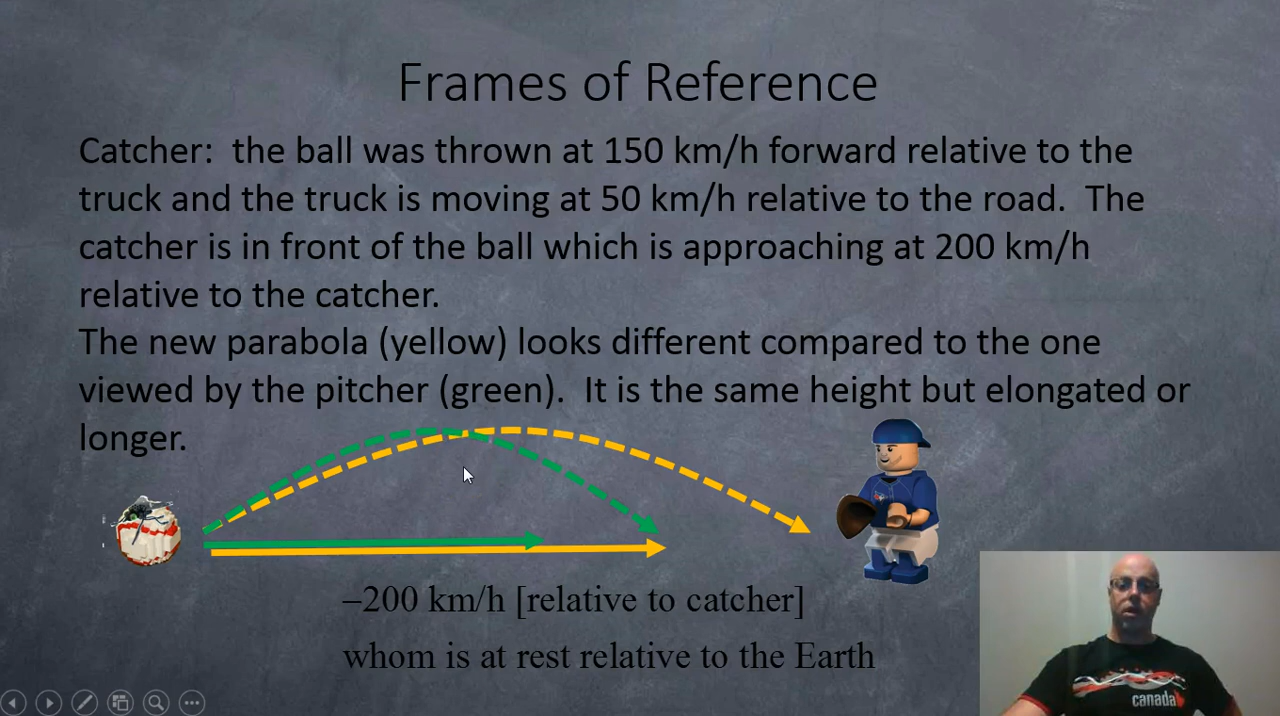 Frames of Reference
Catcher:  the ball was thrown at 150 km/h forward relative to the
truck and the truck is moving at 50 km/h relative to the road.  The
catcher is in front of the ball which is approaching at 200 km/h
relative to the catcher.
The new parabola (yellow) looks different compared to the one
viewed by the pitcher (green).  It is the same height but elongated or
longer.
–200 km/h [relative to catcher]
whom is at rest relative to the Earth
canada